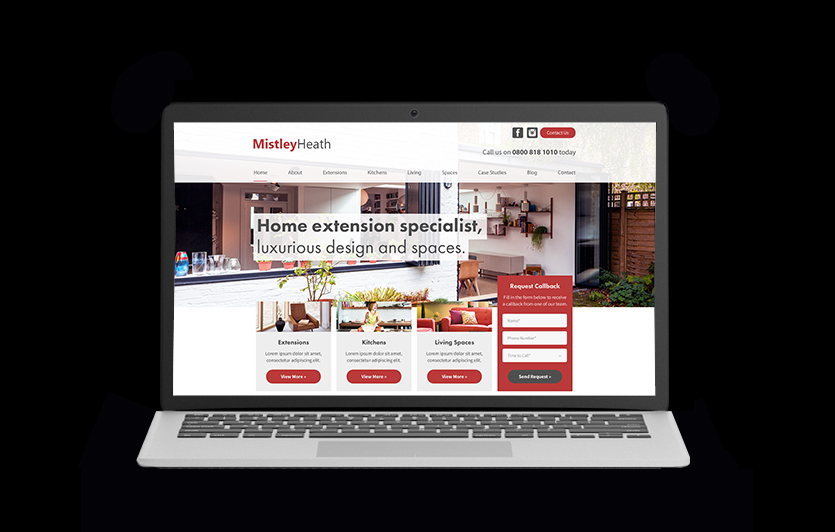 MistleyHeath
Contact Us
Call us on 0800 818 1010 today
Home About Extensions Kitchens Living Spaces Case Studies Blog Contact
Home extension specialist,
luxurious design and spaces.
Request Callback
Fill in the form below to receive
a callback from one of our team.
Name*
Phone Number*
Time to Call*
Send Request »
Extensions
Lorem ipsum dolor sit amet,
consectetur adipiscing elit.
View More »
Kitchens
Lorem ipsum dolor sit amet,
consectetur adipiscing elit.
View More »
Living Spaces
Lorem ipsum dolor sit amet,
consectetur adipiscing elit.
View More »